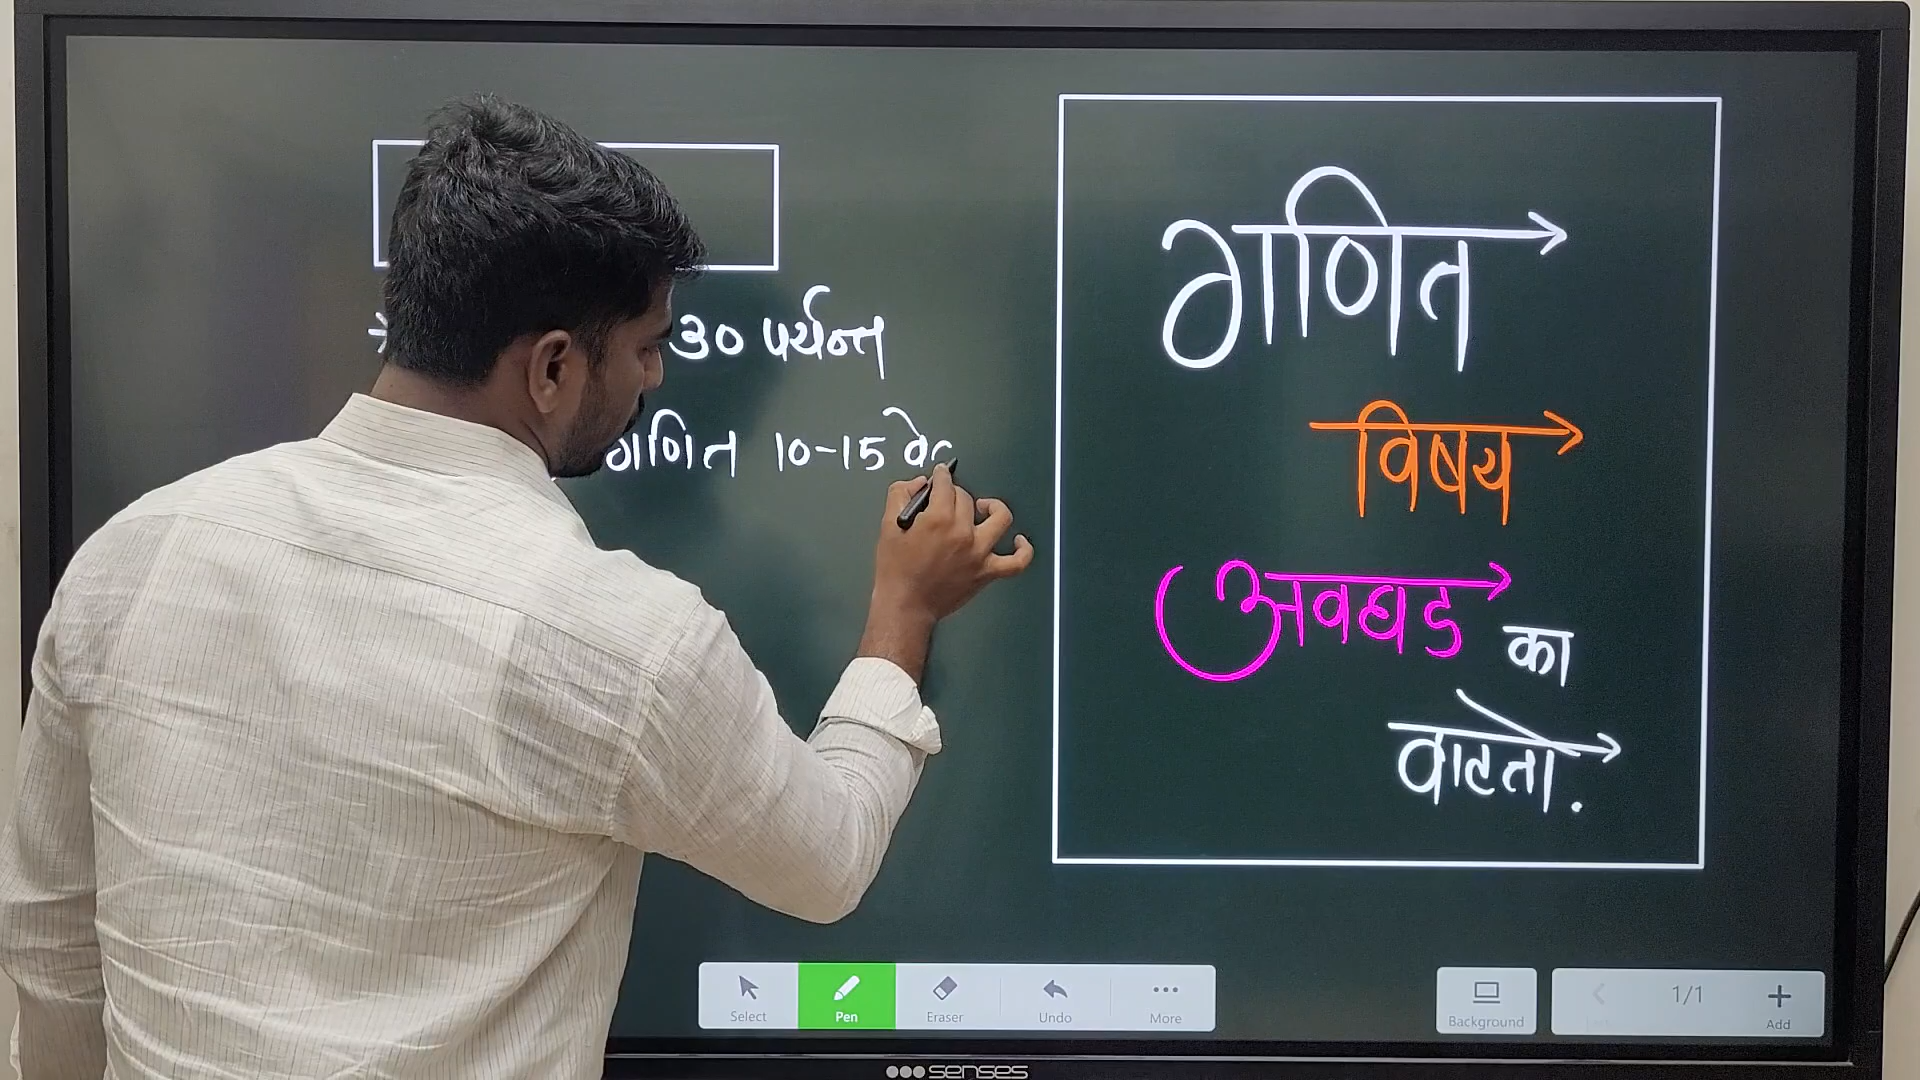 30 पर्यन्त
गणित 10-15 वे
गणित
विषय
अवघड का
वाटतो.
Select Pen Eraser Undo More
Background 1/1 Add
senses